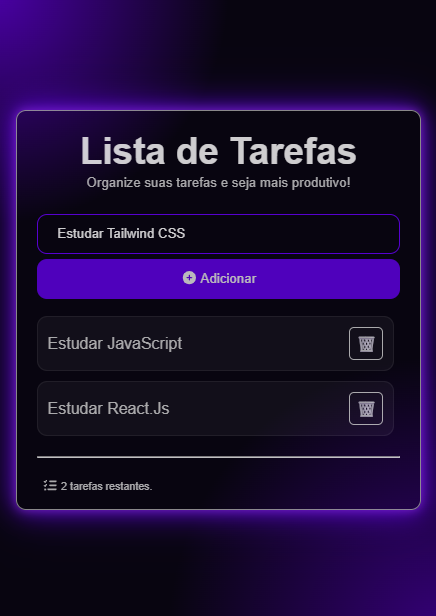 Lista de Tarefas
Organize suas tarefas e seja mais produtivo!
Estudar Tailwind CSS
Adicionar
Estudar JavaScript
Estudar React.Js
2 tarefas restantes.